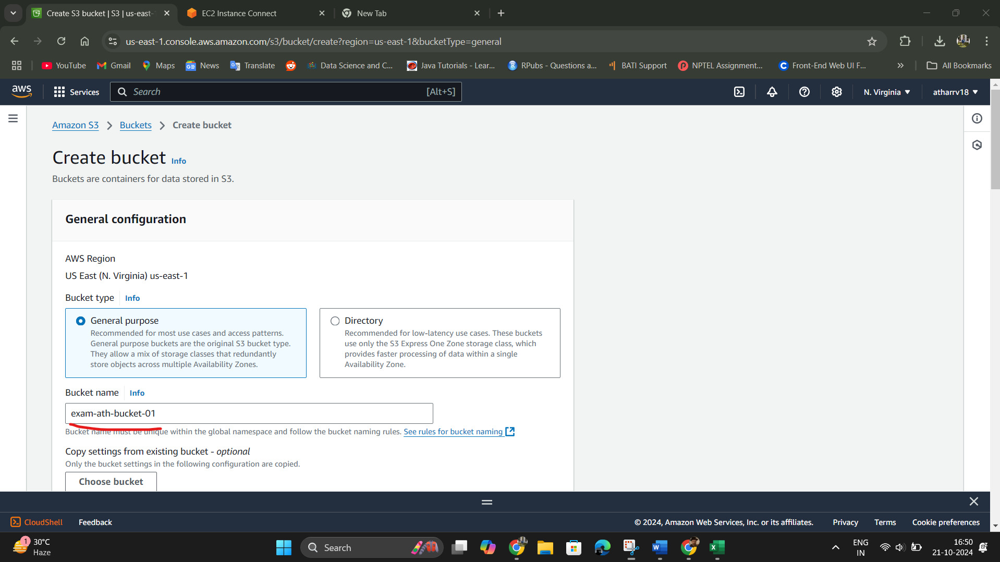 Create S3 bucket | S3 | us-east-
EC2 Instance Connect
New Tab
us-east-1.console.aws.amazon.com/s3/bucket/create?region=us-east-1&bucketType=general
YouTube
Gmail
Maps
News
Translate
Data Science and C...
Java Tutorials - Lear...
RPubs - Questions a...
BATI Support
NPTEL Assignment...
Front-End Web UI F...
All Bookmarks
aws
Services
Search
[Alt+S]
N. Virginia
atharrv18
Amazon S3
Buckets
Create bucket
Create bucket Info
Buckets are containers for data stored in S3.
General configuration
AWS Region
US East (N. Virginia) us-east-1
Bucket type Info
General purpose
Recommended for most use cases and access patterns.
General purpose buckets are the original S3 bucket type.
They allow a mix of storage classes that redundantly
store objects across multiple Availability Zones.
Directory
Recommended for low-latency use cases. These buckets
use only the S3 Express One Zone storage class, which
provides faster processing of data within a single
Availability Zone.
Bucket name Info
exam-ath-bucket-01
Bucket name must be unique within the global namespace and follow the bucket naming rules. See rules for bucket naming
Copy settings from existing bucket - optional
Only the bucket settings in the following configuration are copied.
Choose bucket
CloudShell
Feedback
© 2024, Amazon Web Services, Inc. or its affiliates.
Privacy
Terms
Cookie preferences
1
30°C
Haze
Search
ENG
IN
16:50
21-10-2024